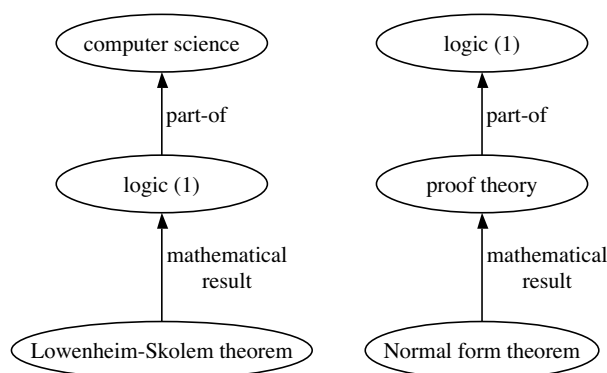 computer science
part-of
logic (1)
mathematical
result
Lowenheim-Skolem theorem
logic (1)
part-of
proof theory
mathematical
result
Normal form theorem